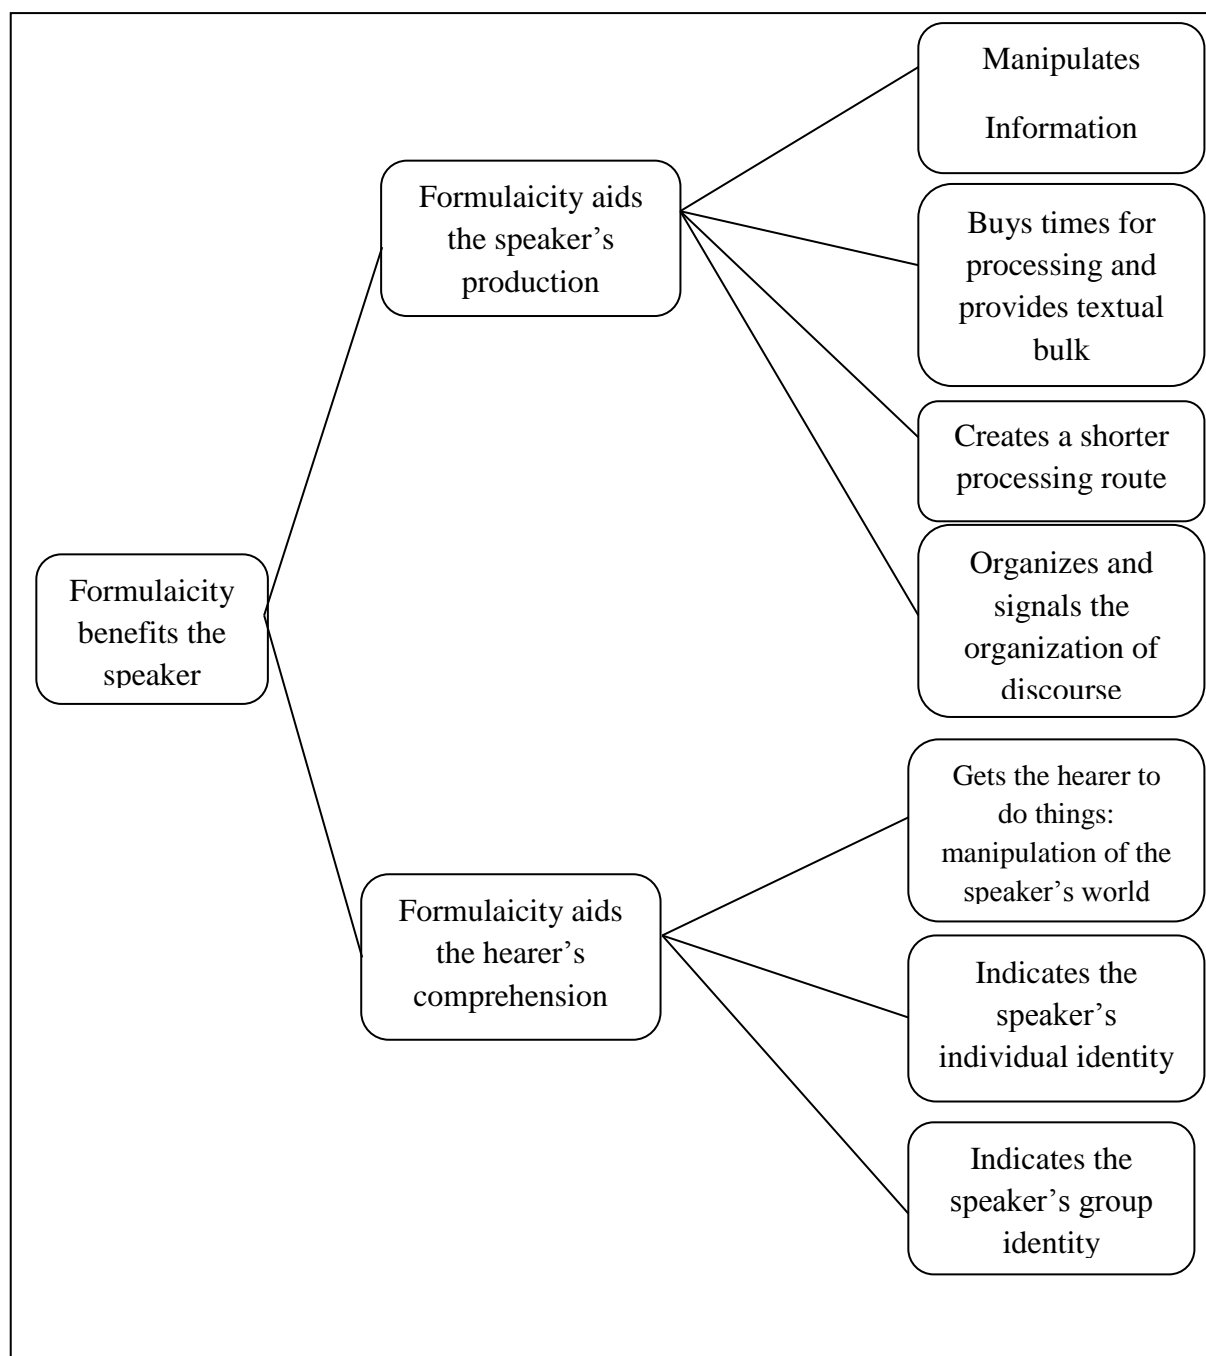 Manipulates
Information
Formulaicity aids
the speaker’s
production
Buys times for
processing and
provides textual
bulk
Creates a shorter
processing route
Organizes and
signals the
organization of
discourse
Formulaicity
benefits the
speaker
Gets the hearer to
do things:
manipulation of the
speaker’s world
Formulaicity aids
the hearer’s
comprehension
Indicates the
speaker’s
individual identity
Indicates the
speaker’s group
identity